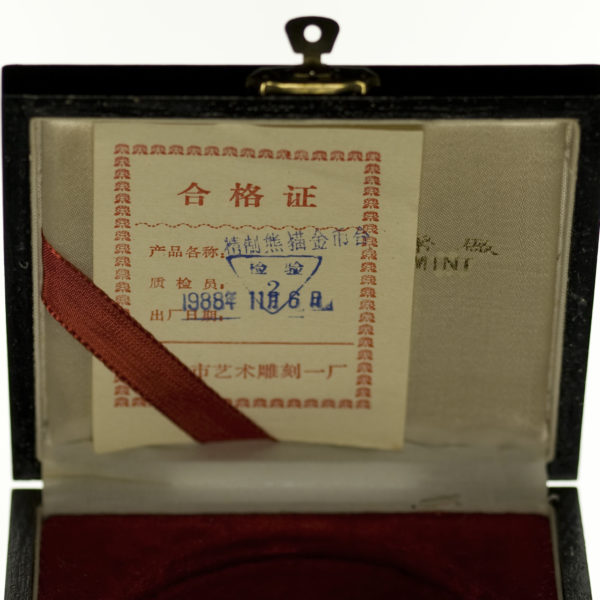 合格证
产品名称：精制熊猫金币合
质检员：检验
2
出厂日期：1988年11月6日
市艺术雕刻一厂
MINT